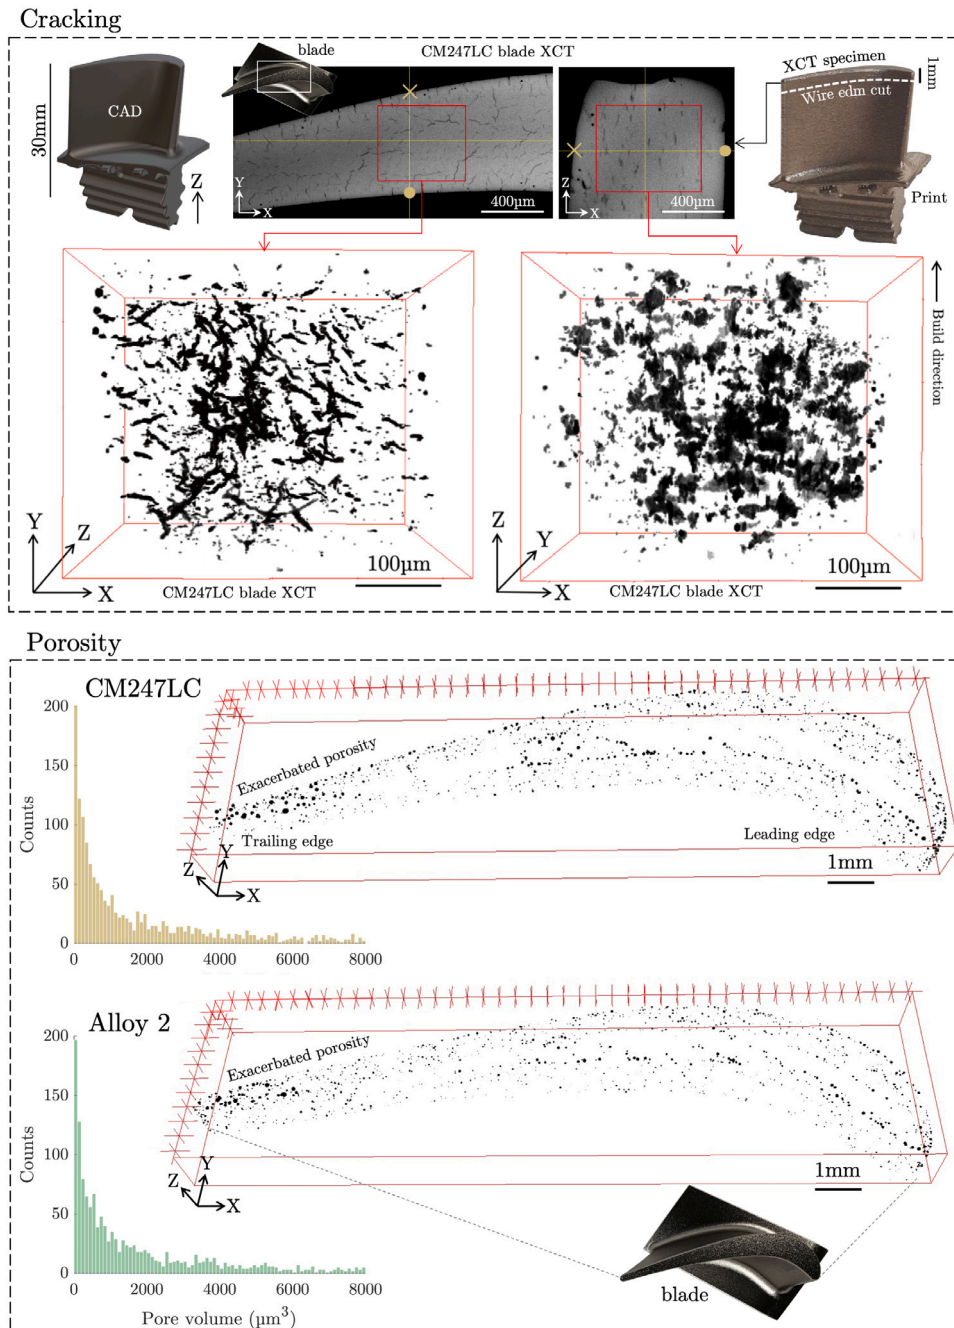 Cracking
CM247LC blade XCT
blade
CAD
30mm
Z
Y
X
400µm
Z
X
400µm
XCT specimen
1mm
Wire edm cut
Print
Build direction
Y
Z
X
100µm
CM247LC blade XCT
Z
Y
X
100µm
CM247LC blade XCT
Porosity
CM247LC
200
150
100
50
0
Counts
0 2000 4000 6000 8000
Exacerbated porosity
Trailing edge
Leading edge
Z
Y
X
1mm
Alloy 2
200
150
100
50
0
Counts
0 2000 4000 6000 8000
Pore volume (µm³)
Exacerbated porosity
Z
Y
X
1mm
blade